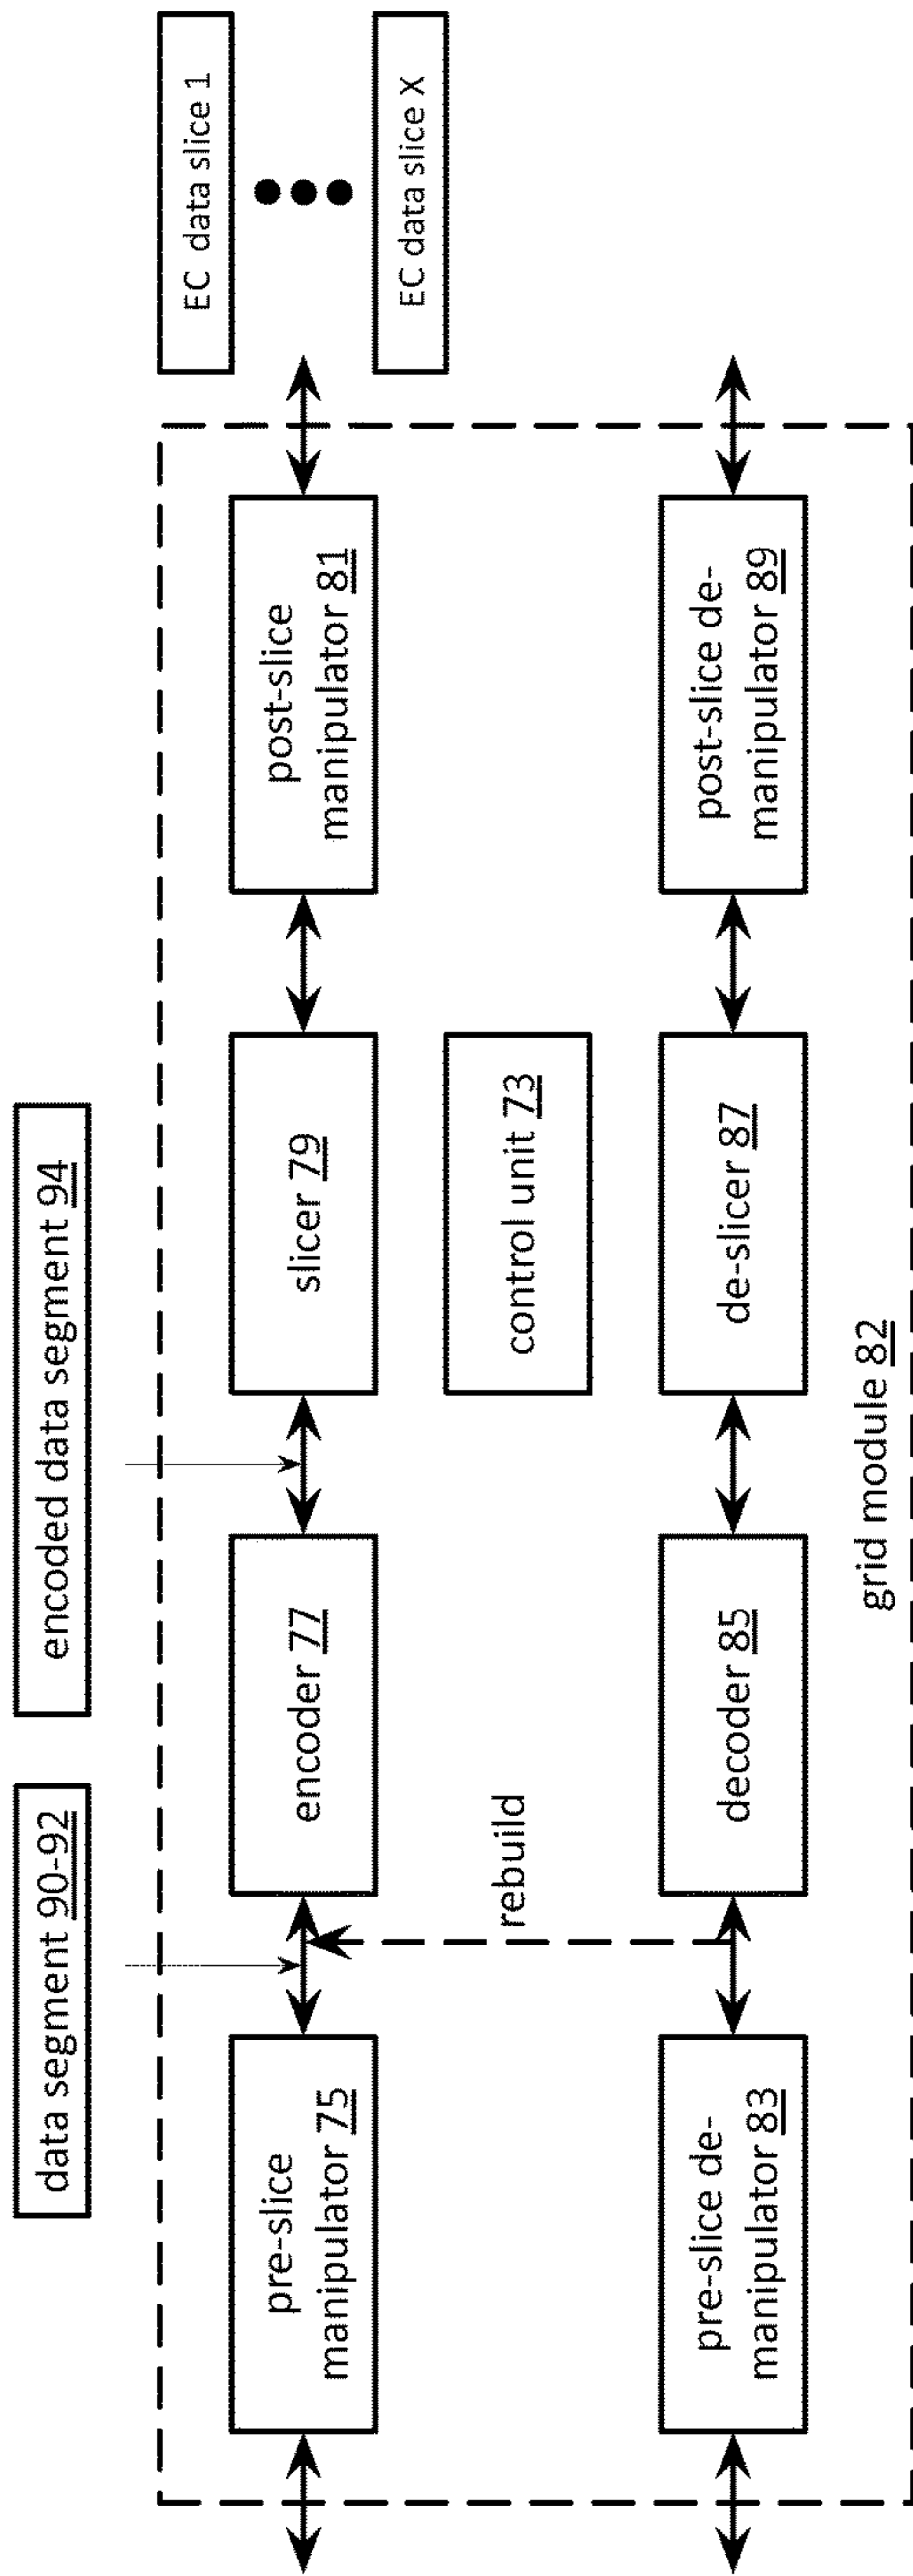 data segment 90-92
encoded data segment 94
pre-slice
manipulator 75
encoder 77
slicer 79
post-slice
manipulator 81
EC data slice 1
EC data slice X
rebuild
control unit 73
pre-slice de-
manipulator 83
decoder 85
de-slicer 87
post-slice de-
manipulator 89
grid module 82